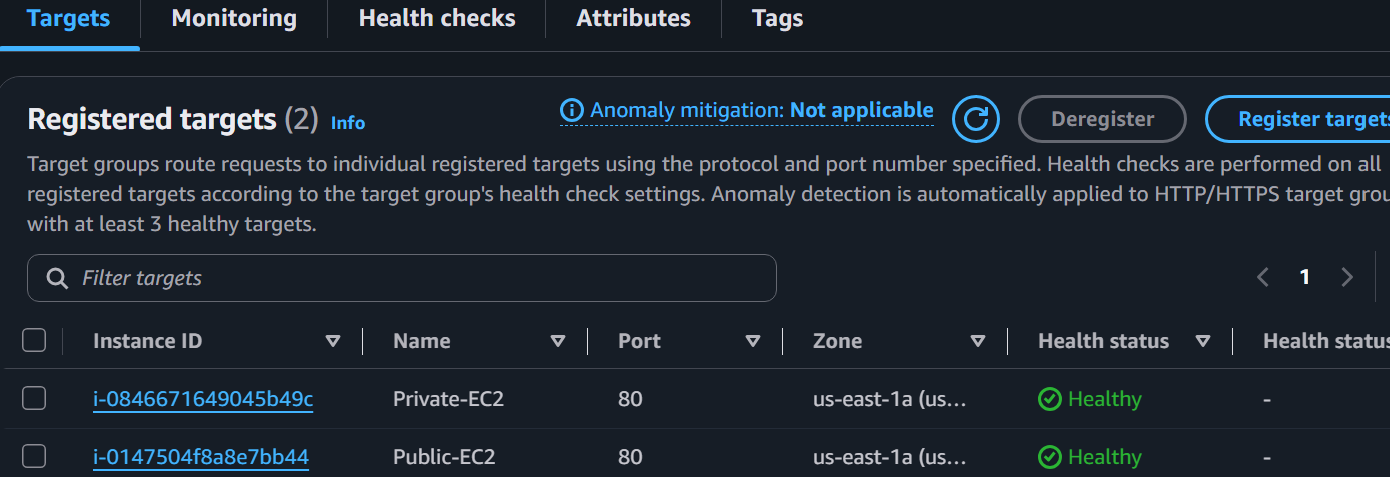 Targets Monitoring Health checks Attributes Tags
Registered targets (2) Info Anomaly mitigation: Not applicable Deregister Register targets
Target groups route requests to individual registered targets using the protocol and port number specified. Health checks are performed on all
registered targets according to the target group's health check settings. Anomaly detection is automatically applied to HTTP/HTTPS target grou
with at least 3 healthy targets.
Filter targets 1
Instance ID Name Port Zone Health status Health status
i-0846671649045b49c Private-EC2 80 us-east-1a (us... Healthy -
i-0147504f8a8e7bb44 Public-EC2 80 us-east-1a (us... Healthy -